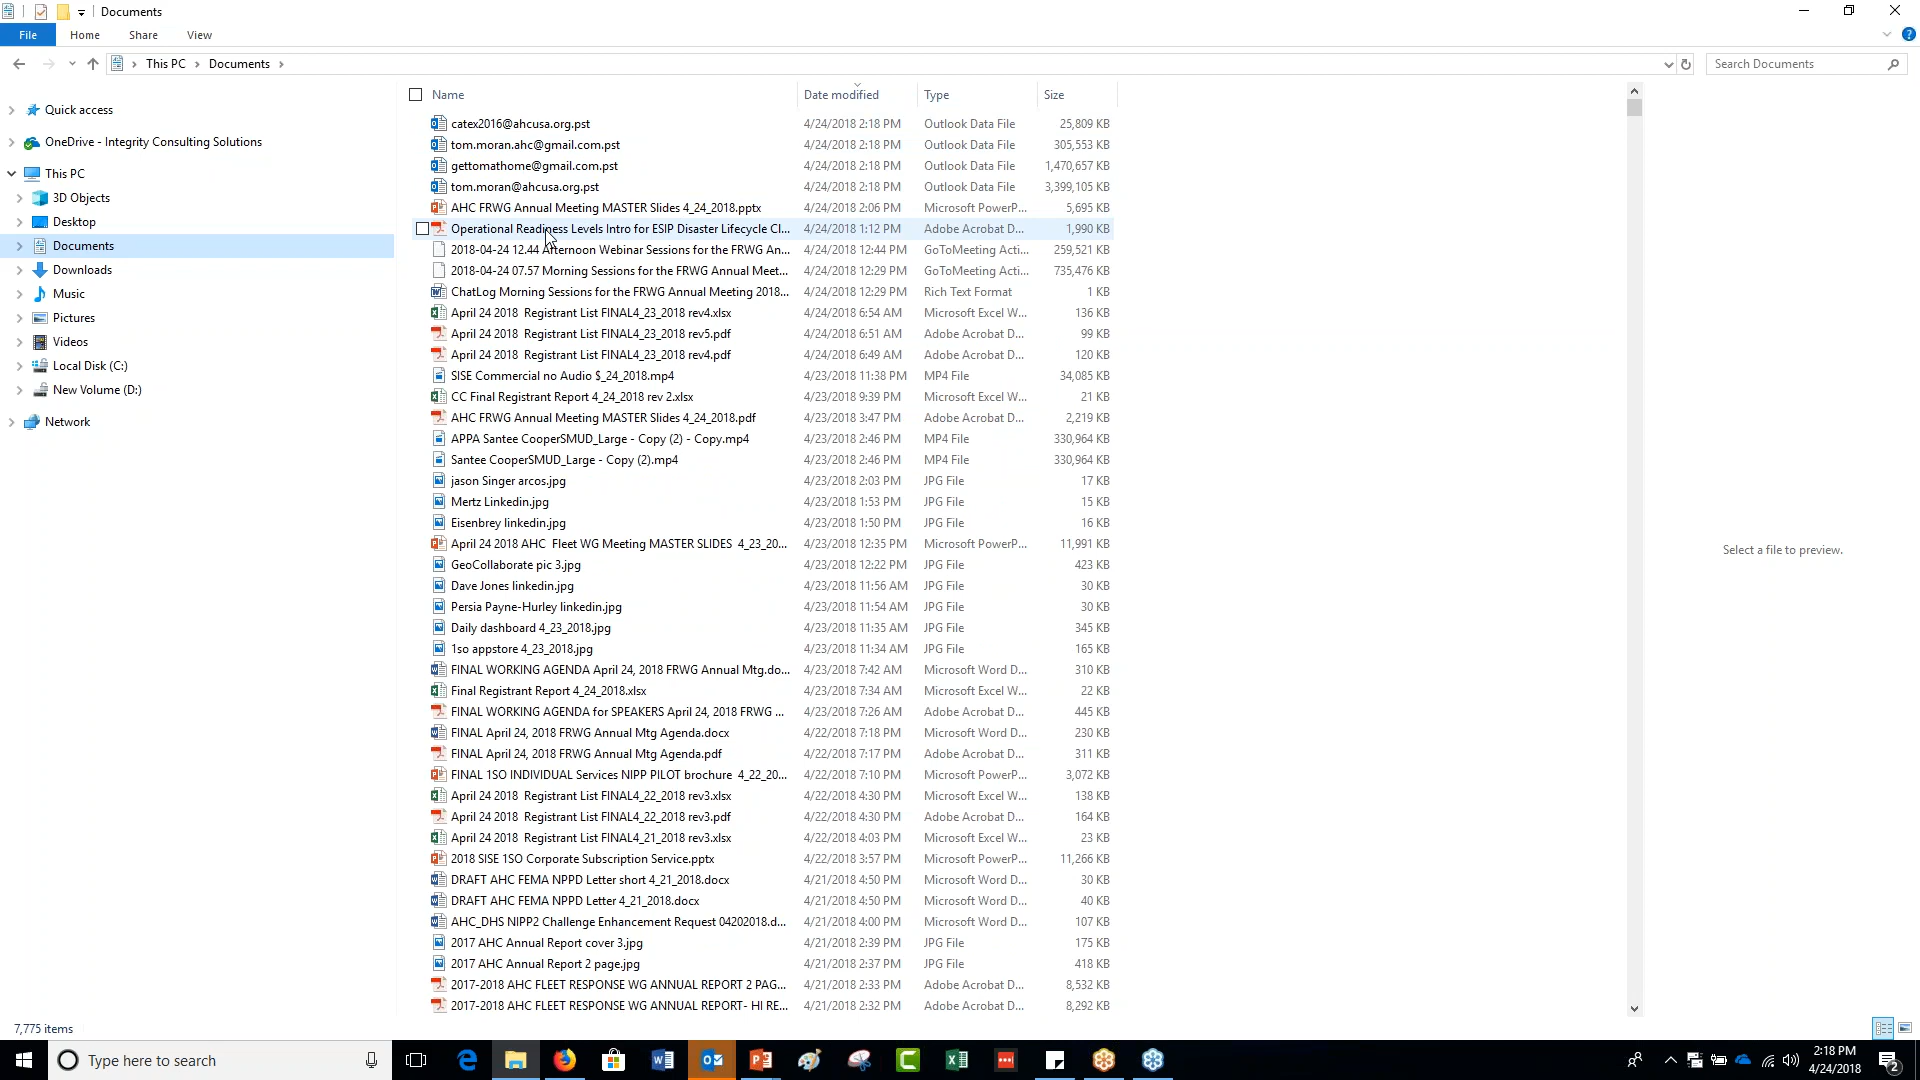 Documents
File Home Share View
This PC Documents
Search Documents
Name Date modified Type Size
Quick access
OneDrive - Integrity Consulting Solutions
This PC
3D Objects
Desktop
Documents
Downloads
Music
Pictures
Videos
Local Disk (C:)
New Volume (D:)
Network
catex2016@ahcusa.org.pst 4/24/2018 2:18 PM Outlook Data File 25,809 KB
tom.moran.ahc@gmail.com.pst 4/24/2018 2:18 PM Outlook Data File 305,553 KB
gettomathome@gmail.com.pst 4/24/2018 2:18 PM Outlook Data File 1,470,657 KB
tom.moran@ahcusa.org.pst 4/24/2018 2:18 PM Outlook Data File 3,399,105 KB
AHC FRWG Annual Meeting MASTER Slides 4_24_2018.pptx 4/24/2018 2:06 PM Microsoft PowerP... 5,695 KB
Operational Readiness Levels Intro for ESIP Disaster Lifecycle Cl... 4/24/2018 1:12 PM Adobe Acrobat D... 1,990 KB
2018-04-24 12.44 Afternoon Webinar Sessions for the FRWG An... 4/24/2018 12:44 PM GoToMeeting Acti... 259,521 KB
2018-04-24 07.57 Morning Sessions for the FRWG Annual Meet... 4/24/2018 12:29 PM GoToMeeting Acti... 735,476 KB
ChatLog Morning Sessions for the FRWG Annual Meeting 2018... 4/24/2018 12:29 PM Rich Text Format 1 KB
April 24 2018  Registrant List FINAL4_23_2018 rev4.xlsx 4/24/2018 6:54 AM Microsoft Excel W... 136 KB
April 24 2018  Registrant List FINAL4_23_2018 rev5.pdf 4/24/2018 6:51 AM Adobe Acrobat D... 99 KB
April 24 2018  Registrant List FINAL4_23_2018 rev4.pdf 4/24/2018 6:49 AM Adobe Acrobat D... 120 KB
SISE Commercial no Audio $_24_2018.mp4 4/23/2018 11:38 PM MP4 File 34,085 KB
CC Final Registrant Report 4_24_2018 rev 2.xlsx 4/23/2018 9:39 PM Microsoft Excel W... 21 KB
AHC FRWG Annual Meeting MASTER Slides 4_24_2018.pdf 4/23/2018 3:47 PM Adobe Acrobat D... 2,219 KB
APPA Santee CooperSMUD_Large - Copy (2) - Copy.mp4 4/23/2018 2:46 PM MP4 File 330,964 KB
Santee CooperSMUD_Large - Copy (2).mp4 4/23/2018 2:46 PM MP4 File 330,964 KB
jason Singer arcos.jpg 4/23/2018 2:03 PM JPG File 17 KB
Mertz Linkedin.jpg 4/23/2018 1:53 PM JPG File 15 KB
Eisenbrey linkedin.jpg 4/23/2018 1:50 PM JPG File 16 KB
April 24 2018 AHC  Fleet WG Meeting MASTER SLIDES  4_23_20... 4/23/2018 12:35 PM Microsoft PowerP... 11,991 KB
GeoCollaborate pic 3.jpg 4/23/2018 12:22 PM JPG File 423 KB
Dave Jones linkedin.jpg 4/23/2018 11:56 AM JPG File 30 KB
Persia Payne-Hurley linkedin.jpg 4/23/2018 11:54 AM JPG File 30 KB
Daily dashboard 4_23_2018.jpg 4/23/2018 11:35 AM JPG File 345 KB
1so appstore 4_23_2018.jpg 4/23/2018 11:34 AM JPG File 165 KB
FINAL WORKING AGENDA April 24, 2018 FRWG Annual Mtg.do... 4/23/2018 7:42 AM Microsoft Word D... 310 KB
Final Registrant Report 4_24_2018.xlsx 4/23/2018 7:34 AM Microsoft Excel W... 22 KB
FINAL WORKING AGENDA for SPEAKERS April 24, 2018 FRWG ... 4/23/2018 7:26 AM Adobe Acrobat D... 445 KB
FINAL April 24, 2018 FRWG Annual Mtg Agenda.docx 4/22/2018 7:18 PM Microsoft Word D... 230 KB
FINAL April 24, 2018 FRWG Annual Mtg Agenda.pdf 4/22/2018 7:17 PM Adobe Acrobat D... 311 KB
FINAL 1SO INDIVIDUAL Services NIPP PILOT brochure  4_22_20... 4/22/2018 7:10 PM Microsoft PowerP... 3,072 KB
April 24 2018  Registrant List FINAL4_22_2018 rev3.xlsx 4/22/2018 4:30 PM Microsoft Excel W... 138 KB
April 24 2018  Registrant List FINAL4_22_2018 rev3.pdf 4/22/2018 4:30 PM Adobe Acrobat D... 164 KB
April 24 2018  Registrant List FINAL4_21_2018 rev3.xlsx 4/22/2018 4:03 PM Microsoft Excel W... 23 KB
2018 SISE 1SO Corporate Subscription Service.pptx 4/22/2018 3:57 PM Microsoft PowerP... 11,266 KB
DRAFT AHC FEMA NPPD Letter short 4_21_2018.docx 4/21/2018 4:50 PM Microsoft Word D... 30 KB
DRAFT AHC FEMA NPPD Letter 4_21_2018.docx 4/21/2018 4:50 PM Microsoft Word D... 40 KB
AHC_DHS NIPP2 Challenge Enhancement Request 04202018.d... 4/21/2018 4:00 PM Microsoft Word D... 107 KB
2017 AHC Annual Report cover 3.jpg 4/21/2018 2:39 PM JPG File 175 KB
2017 AHC Annual Report 2 page.jpg 4/21/2018 2:37 PM JPG File 418 KB
2017-2018 AHC FLEET RESPONSE WG ANNUAL REPORT 2 PAG... 4/21/2018 2:33 PM Adobe Acrobat D... 8,532 KB
2017-2018 AHC FLEET RESPONSE WG ANNUAL REPORT- HI RE... 4/21/2018 2:32 PM Adobe Acrobat D... 8,292 KB
Select a file to preview.
7,775 items
Type here to search
2:18 PM
4/24/2018
2